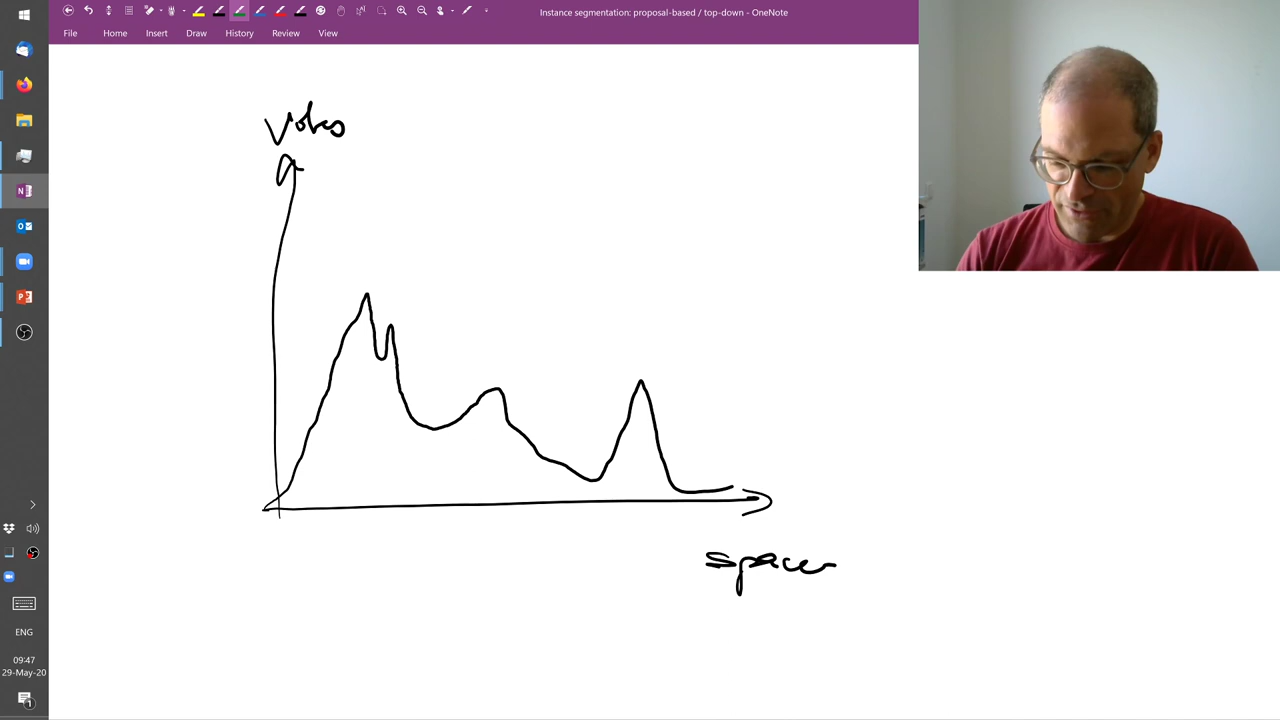 Instance segmentation: proposal-based / top-down - OneNote
File Home Insert Draw History Review View
Votes
space
ENG
09:47
29-May-20
1